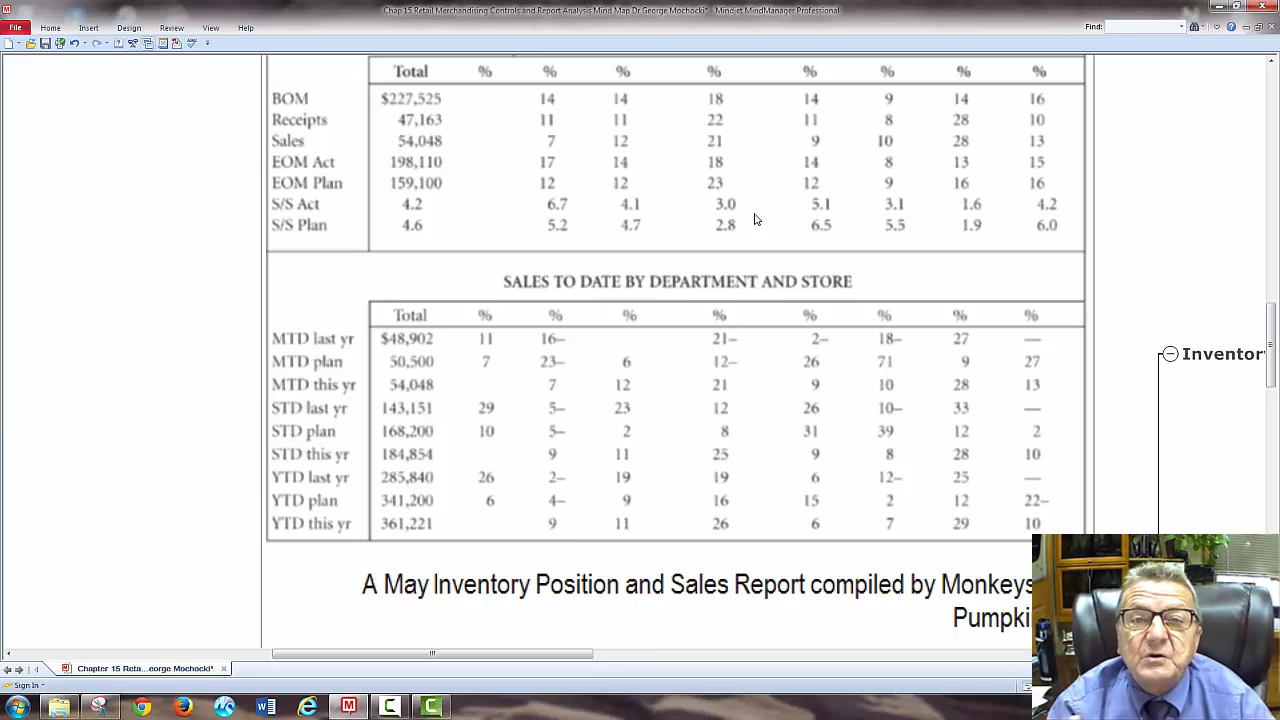 Chap 15 Retail Merchandising Controls and Report Analysis Mind Map Dr George Mochocki* - Mindjet MindManager Professional
File Home Insert Design Review View Help Find:
Total % % % % % % % %
BOM $227,525 14 14 18 14 9 14 16
Receipts 47,163 11 11 22 11 8 28 10
Sales 54,048 7 12 21 9 10 28 13
EOM Act 198,110 17 14 18 14 8 13 15
EOM Plan 159,100 12 12 23 12 9 16 16
S/S Act 4.2 6.7 4.1 3.0 5.1 3.1 1.6 4.2
S/S Plan 4.6 5.2 4.7 2.8 6.5 5.5 1.9 6.0
SALES TO DATE BY DEPARTMENT AND STORE
Total % % % % % % % %
MTD last yr $48,902 11 16– 21– 2– 18– 27 —
MTD plan 50,500 7 23– 6 12– 26 71 9 27
MTD this yr 54,048 7 12 21 9 10 28 13
STD last yr 143,151 29 5– 23 12 26 10– 33 —
STD plan 168,200 10 5– 2 8 31 39 12 2
STD this yr 184,854 9 11 25 9 8 28 10
YTD last yr 285,840 26 2– 19 19 6 12– 25 —
YTD plan 341,200 6 4– 9 16 15 2 12 22–
YTD this yr 361,221 9 11 26 6 7 29 10
Inventor
A May Inventory Position and Sales Report compiled by Monkeys
Pumpki
Chapter 15 Reta...eorge Mochocki*
Sign In